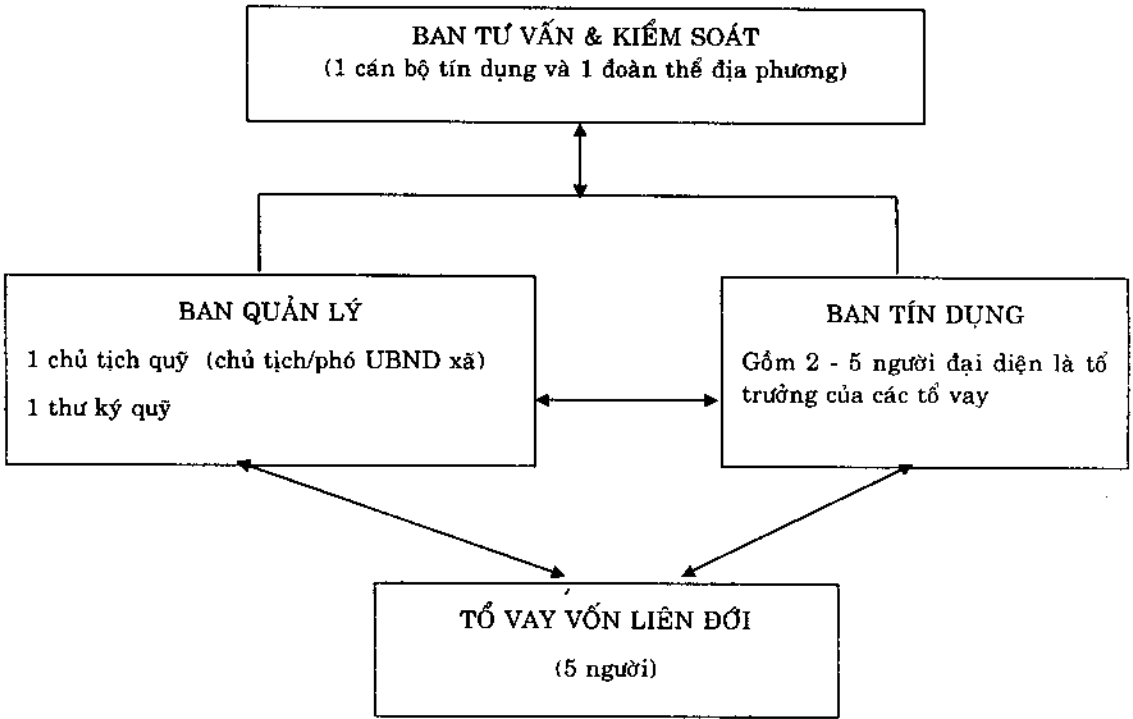 BAN TƯ VẤN & KIỂM SOÁT
(1 cán bộ tín dụng và 1 đoàn thể địa phương)
BAN QUẢN LÝ
1 chủ tịch quỹ (chủ tịch/phó UBND xã)
1 thư ký quỹ
BAN TÍN DỤNG
Gồm 2 - 5 người đại diện là tổ
trưởng của các tổ vay
TỔ VAY VỐN LIÊN ĐỚI
(5 người)